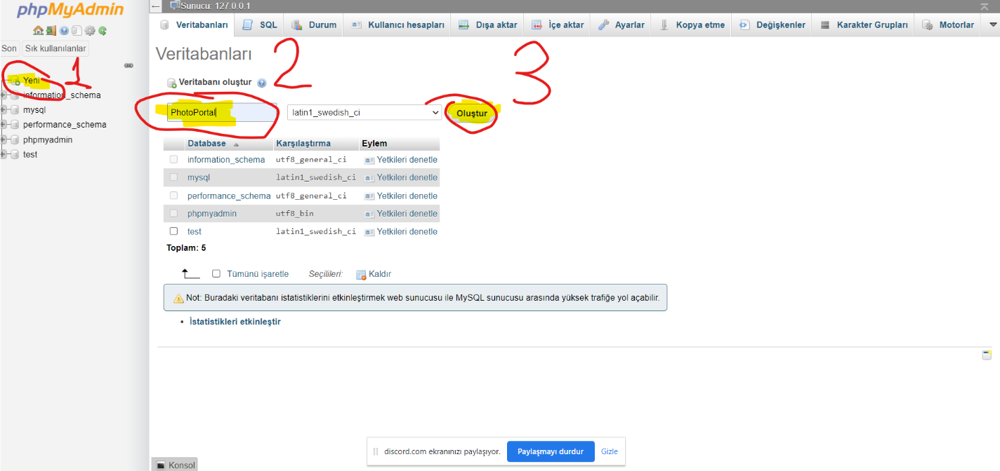 phpMyAdmin
Sunucu: 127.0.0.1
Veritabanları SQL Durum Kullanıcı hesapları Dışa aktar İçe aktar Ayarlar Kopya etme Değişkenler Karakter Grupları Motorlar
Son Sık kullanılanlar
1
Yeni
information_schema
mysql
performance_schema
phpmyadmin
test
Veritabanları
2
3
Veritabanı oluştur
PhotoPortal latin1_swedish_ci Oluştur
Database Karşılaştırma Eylem
information_schema utf8_general_ci Yetkileri denetle
mysql latin1_swedish_ci Yetkileri denetle
performance_schema utf8_general_ci Yetkileri denetle
phpmyadmin utf8_bin Yetkileri denetle
test latin1_swedish_ci Yetkileri denetle
Toplam: 5
Tümünü işaretle Seçilileri: Kaldır
Not: Buradaki veritabanı istatistiklerini etkinleştirmek web sunucusu ile MySQL sunucusu arasında yüksek trafiğe yol açabilir.
• İstatistikleri etkinleştir
discord.com ekranınızı paylaşıyor. Paylaşmayı durdur Gizle
Konsol